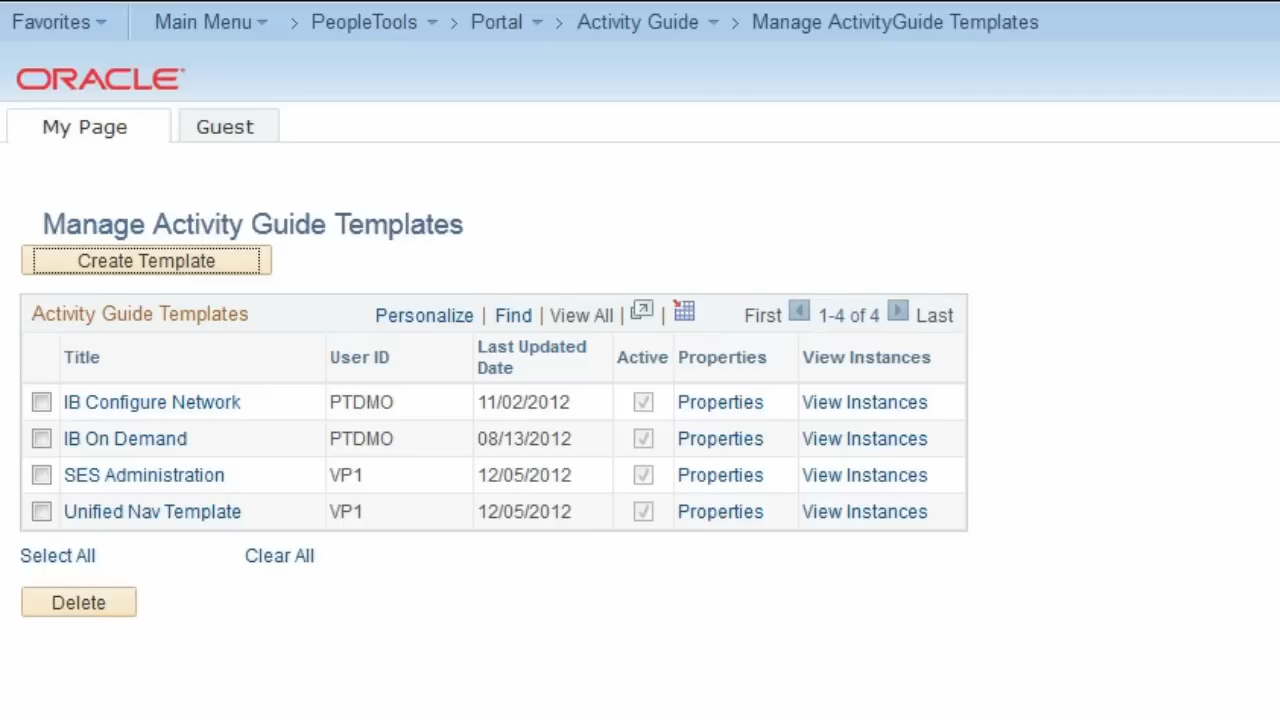 Favorites Main Menu > PeopleTools > Portal > Activity Guide > Manage ActivityGuide Templates
ORACLE
My Page Guest
Manage Activity Guide Templates
Create Template
Activity Guide Templates Personalize | Find | View All | | First 1-4 of 4 Last
Title User ID Last Updated Date Active Properties View Instances
IB Configure Network PTDMO 11/02/2012 Properties View Instances
IB On Demand PTDMO 08/13/2012 Properties View Instances
SES Administration VP1 12/05/2012 Properties View Instances
Unified Nav Template VP1 12/05/2012 Properties View Instances
Select All Clear All
Delete